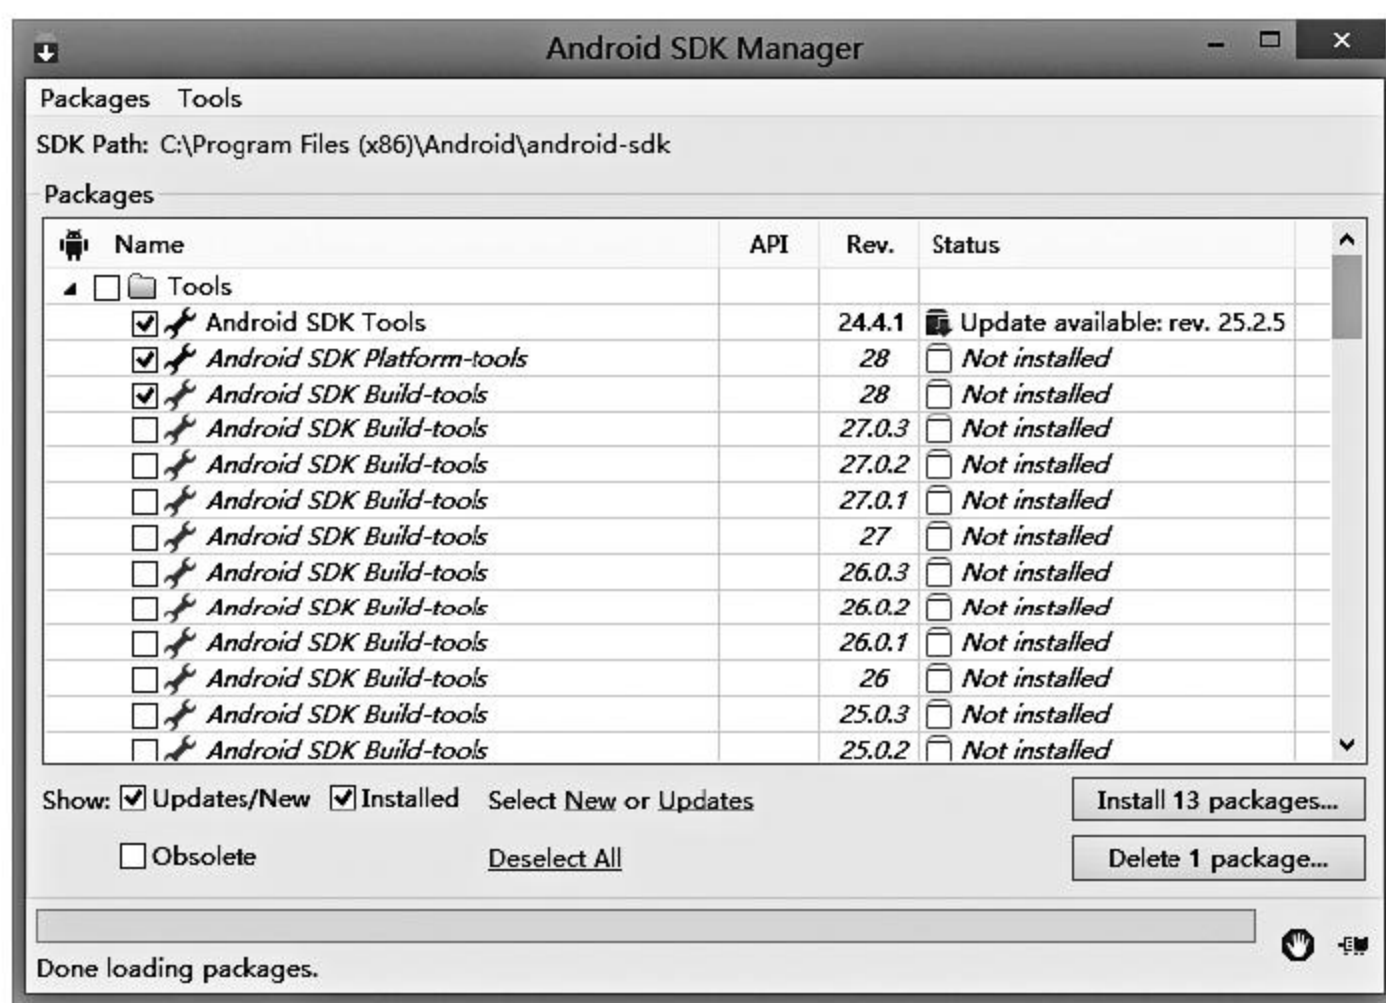 Android SDK Manager
Packages Tools
SDK Path: C:\Program Files (x86)\Android\android-sdk
Packages
Name API Rev. Status
Tools
Android SDK Tools 24.4.1 Update available: rev. 25.2.5
Android SDK Platform-tools 28 Not installed
Android SDK Build-tools 28 Not installed
Android SDK Build-tools 27.0.3 Not installed
Android SDK Build-tools 27.0.2 Not installed
Android SDK Build-tools 27.0.1 Not installed
Android SDK Build-tools 27 Not installed
Android SDK Build-tools 26.0.3 Not installed
Android SDK Build-tools 26.0.2 Not installed
Android SDK Build-tools 26.0.1 Not installed
Android SDK Build-tools 26 Not installed
Android SDK Build-tools 25.0.3 Not installed
Android SDK Build-tools 25.0.2 Not installed
Show: Updates/New Installed Select New or Updates Install 13 packages...
Obsolete Deselect All Delete 1 package...
Done loading packages.